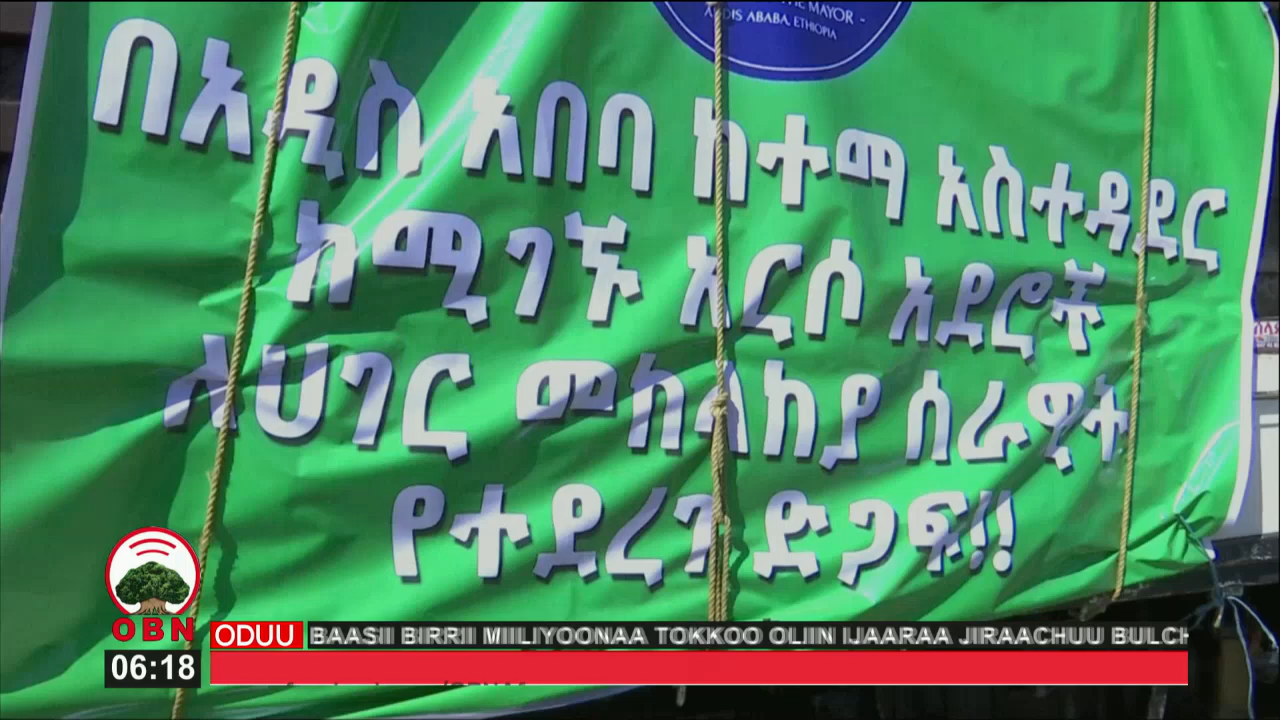 THE MAYOR -
ADDIS ABABA, ETHIOPIA
በአዲስ አበባ ከተማ አስተዳደር
ከሚገኙ አርሶ አደሮች
ለሀገር መከላከያ ሰራዊት
የተደረገ ድጋፍ!!
OBN
ODUU BAASII BIRRII MIILIYOONAA TOKKOO OLIIN IJAARAA JIRAACHUU BULCH
06:18